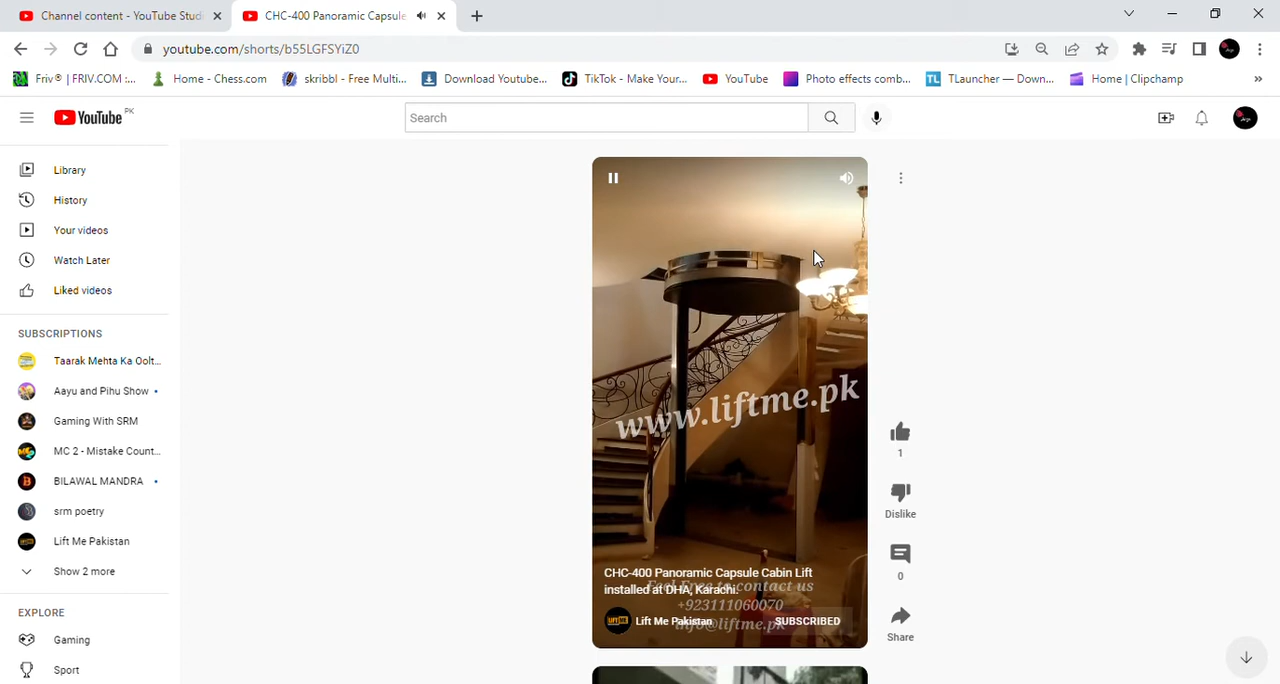 Channel content - YouTube Stud
CHC-400 Panoramic Capsule
youtube.com/shorts/b55LGFSYiZ0
Friv® | FRIV.COM :...
Home - Chess.com
skribbl - Free Multi...
Download Youtube...
TikTok - Make Your...
YouTube
Photo effects comb...
TLauncher — Down...
Home | Clipchamp
YouTube PK
Search
Library
History
Your videos
Watch Later
Liked videos
SUBSCRIPTIONS
Taarak Mehta Ka Oolt...
Aayu and Pihu Show
Gaming With SRM
MC 2 - Mistake Count...
BILAWAL MANDRA
srm poetry
Lift Me Pakistan
Show 2 more
EXPLORE
Gaming
Sport
www.liftme.pk
CHC-400 Panoramic Capsule Cabin Lift
installed at DHA, Karachi.
Feel Free to contact us
+923111060070
info@liftme.pk
Lift Me Pakistan
SUBSCRIBED
1
Dislike
0
Share